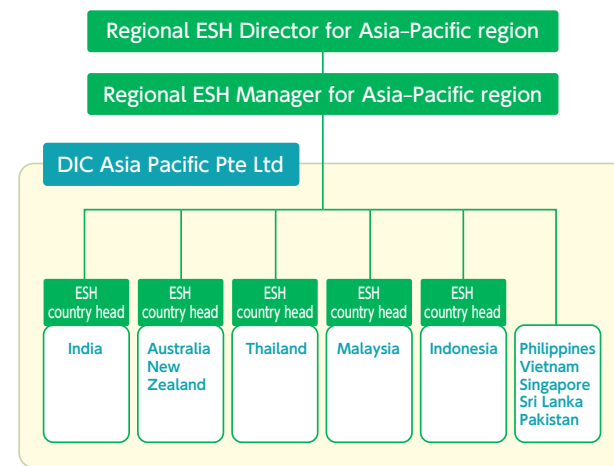 Regional ESH Director for Asia–Pacific region
Regional ESH Manager for Asia–Pacific region
DIC Asia Pacific Pte Ltd
ESH
country head
India
ESH
country head
Australia
New
Zealand
ESH
country head
Thailand
ESH
country head
Malaysia
ESH
country head
Indonesia
Philippines
Vietnam
Singapore
Sri Lanka
Pakistan